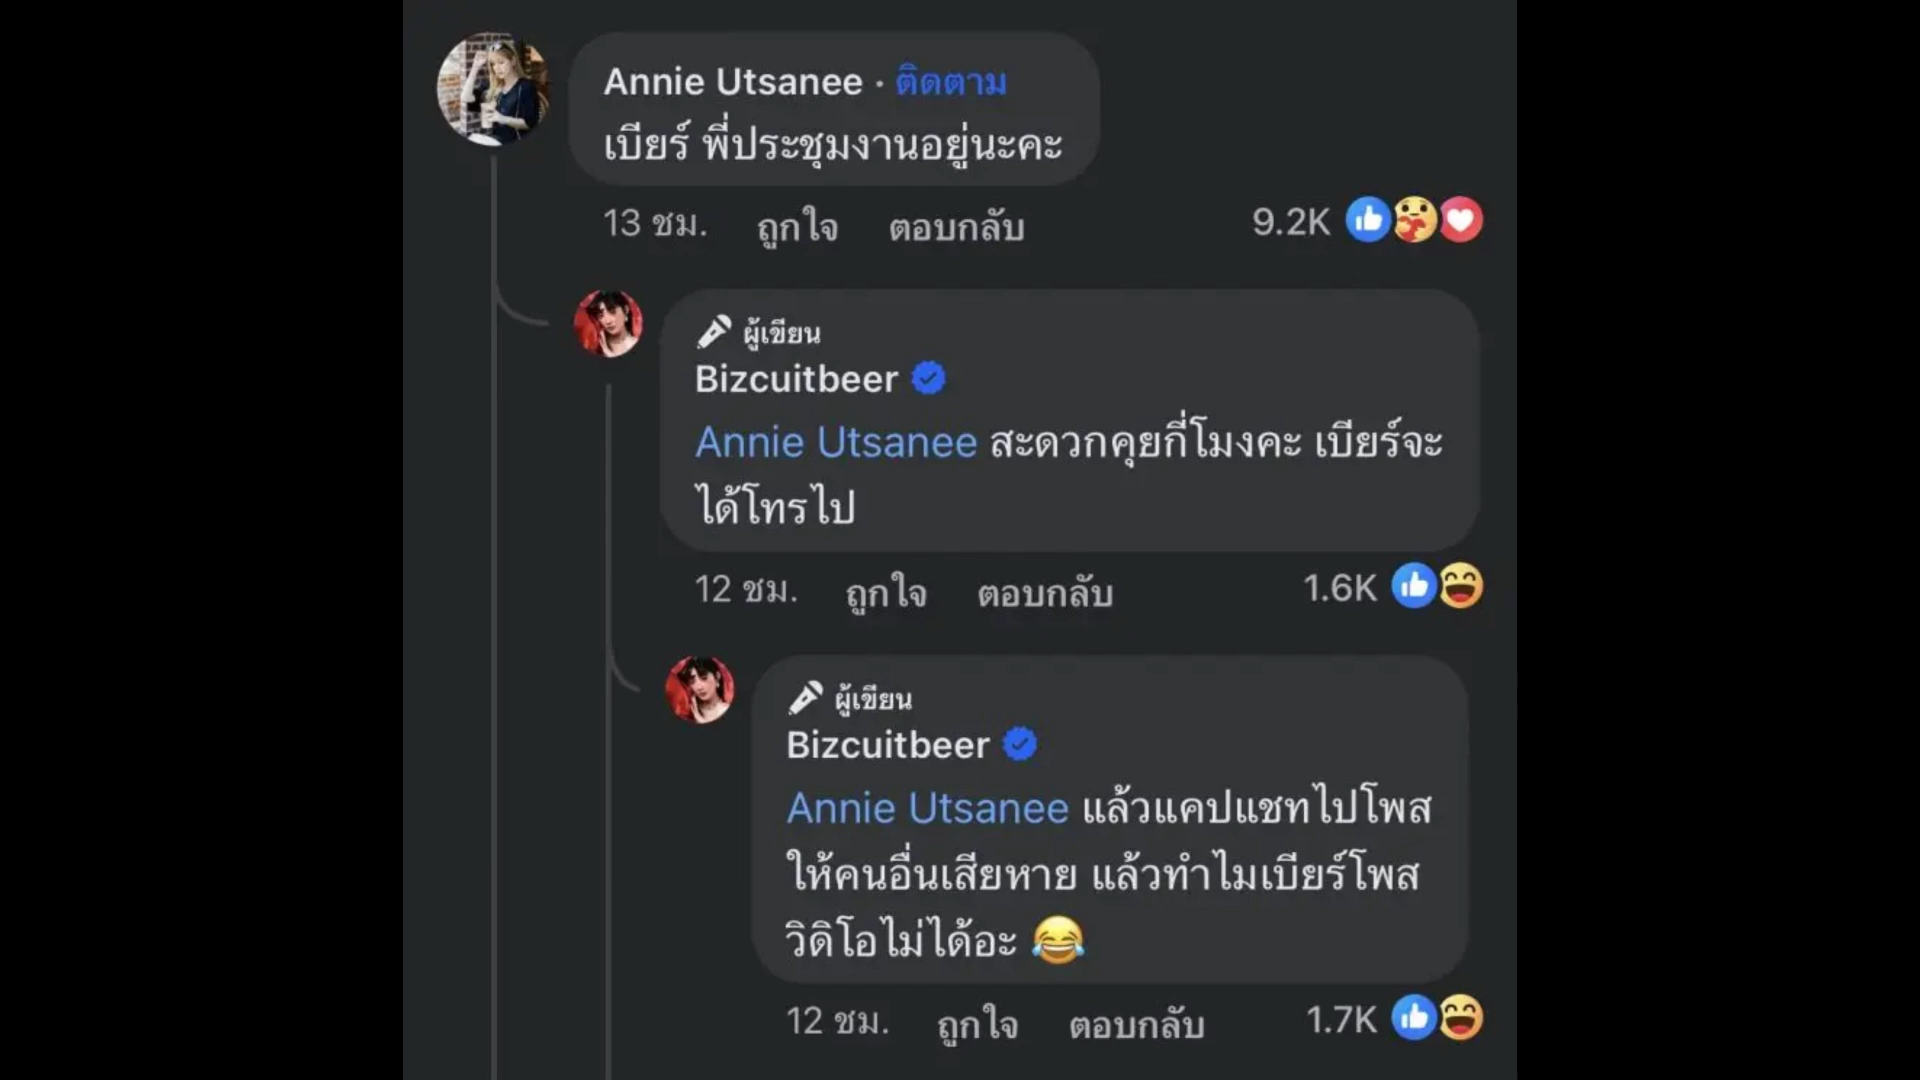 Annie Utsanee · ติดตาม
เบียร์ พี่ประชุมงานอยู่นะคะ
13 ชม. ถูกใจ ตอบกลับ 9.2K
ผู้เขียน
Bizcuitbeer
Annie Utsanee สะดวกคุยกี่โมงคะ เบียร์จะ
ได้โทรไป
12 ชม. ถูกใจ ตอบกลับ 1.6K
ผู้เขียน
Bizcuitbeer
Annie Utsanee แล้วแคปแชทไปโพส
ให้คนอื่นเสียหาย แล้วทำไมเบียร์โพส
วิดิโอไม่ได้อะ 😂
12 ชม. ถูกใจ ตอบกลับ 1.7K